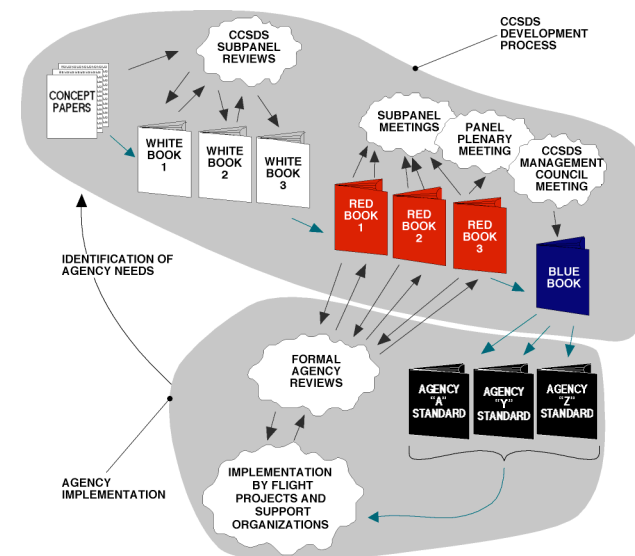 CCSDS
DEVELOPMENT
PROCESS
CCSDS
SUBPANEL
REVIEWS
CONCEPT
PAPERS
WHITE
BOOK
1
WHITE
BOOK
2
WHITE
BOOK
3
SUBPANEL
MEETINGS
PANEL
PLENARY
MEETING
CCSDS
MANAGEMENT
COUNCIL
MEETING
RED
BOOK
1
RED
BOOK
2
RED
BOOK
3
BLUE
BOOK
IDENTIFICATION OF
AGENCY NEEDS
FORMAL
AGENCY
REVIEWS
AGENCY
"A"
STANDARD
AGENCY
"Y"
STANDARD
AGENCY
"Z"
STANDARD
AGENCY
IMPLEMENTATION
IMPLEMENTATION
BY FLIGHT
PROJECTS AND
SUPPORT
ORGANIZATIONS